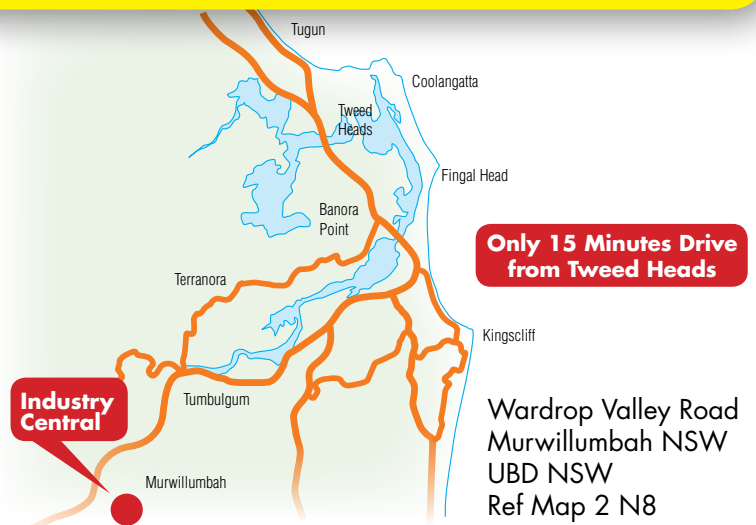 Tugun
Coolangatta
Tweed
Heads
Fingal Head
Banora
Point
Only 15 Minutes Drive
from Tweed Heads
Terranora
Kingscliff
Industry
Central
Tumbulgum
Wardrop Valley Road
Murwillumbah NSW
UBD NSW
Ref Map 2 N8
Murwillumbah